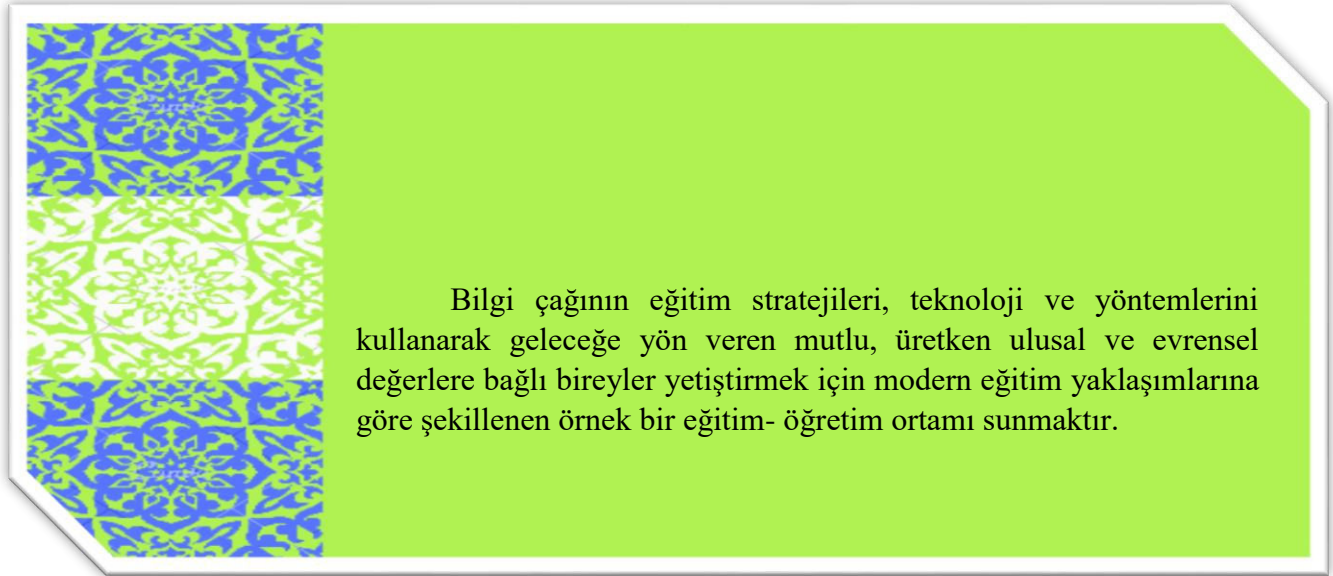 Bilgi çağının eğitim stratejileri, teknoloji ve yöntemlerini
kullanarak geleceğe yön veren mutlu, üretken ulusal ve evrensel
değerlere bağlı bireyler yetiştirmek için modern eğitim yaklaşımlarına
göre şekillenen örnek bir eğitim- öğretim ortamı sunmaktır.